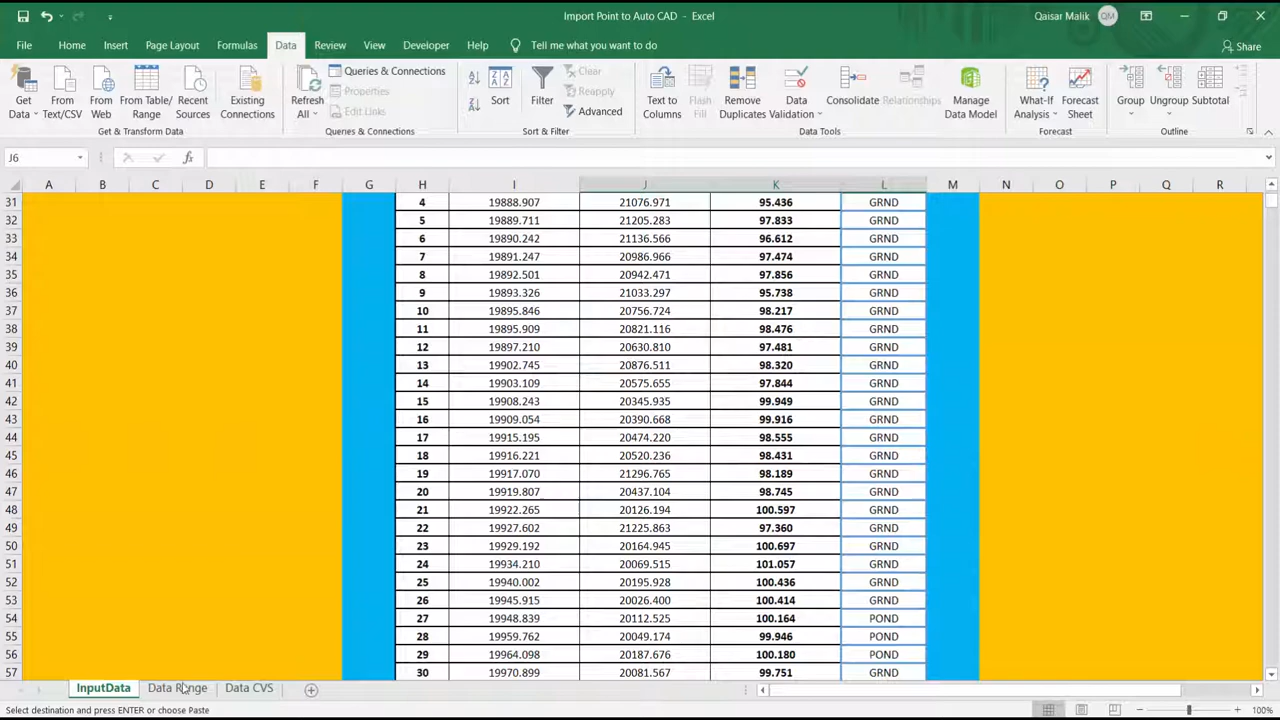 Import Point to Auto CAD - Excel
Qaisar Malik QM
File Home Insert Page Layout Formulas Data Review View Developer Help Tell me what you want to do Share
Get Data From Text/CSV From Web From Table/Range Recent Sources Existing Connections
Get & Transform Data
Refresh All Queries & Connections Properties Edit Links
Queries & Connections
Sort Filter Clear Reapply Advanced
Sort & Filter
Text to Columns Flash Fill Remove Duplicates Data Validation Consolidate Relationships Manage Data Model
Data Tools
What-If Analysis Forecast Sheet
Forecast
Group Ungroup Subtotal
Outline
J6 fx
A B C D E F G H I J K L M N O P Q R
31 4 19888.907 21076.971 95.436 GRND
32 5 19889.711 21205.283 97.833 GRND
33 6 19890.242 21136.566 96.612 GRND
34 7 19891.247 20986.966 97.474 GRND
35 8 19892.501 20942.471 97.856 GRND
36 9 19893.326 21033.297 95.738 GRND
37 10 19895.846 20756.724 98.217 GRND
38 11 19895.909 20821.116 98.476 GRND
39 12 19897.210 20630.810 97.481 GRND
40 13 19902.745 20876.511 98.320 GRND
41 14 19903.109 20575.655 97.844 GRND
42 15 19908.243 20345.935 99.949 GRND
43 16 19909.054 20390.668 99.916 GRND
44 17 19915.195 20474.220 98.555 GRND
45 18 19916.221 20520.236 98.431 GRND
46 19 19917.070 21296.765 98.189 GRND
47 20 19919.807 20437.104 98.745 GRND
48 21 19922.265 20126.194 100.597 GRND
49 22 19927.602 21225.863 97.360 GRND
50 23 19929.192 20164.945 100.697 GRND
51 24 19934.210 20069.515 101.057 GRND
52 25 19940.002 20195.928 100.436 GRND
53 26 19945.915 20026.400 100.414 GRND
54 27 19948.839 20112.525 100.164 POND
55 28 19959.762 20049.174 99.946 POND
56 29 19964.098 20187.676 100.180 POND
57 30 19970.899 20081.567 99.751 GRND
InputData Data Range Data CVS
Select destination and press ENTER or choose Paste 100%